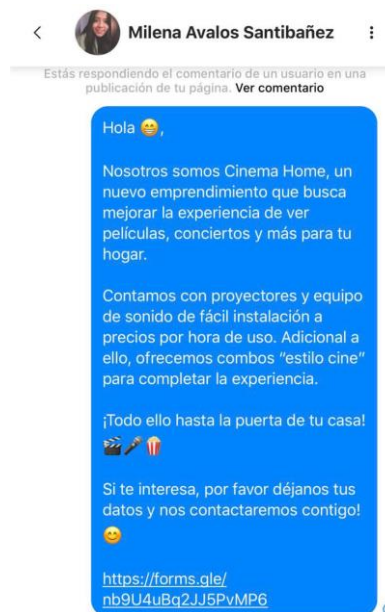 Milena Avalos Santibañez
Estás respondiendo el comentario de un usuario en una
publicación de tu página. Ver comentario
Hola 😁,
Nosotros somos Cinema Home, un
nuevo emprendimiento que busca
mejorar la experiencia de ver
películas, conciertos y más para tu
hogar.
Contamos con proyectores y equipo
de sonido de fácil instalación a
precios por hora de uso. Adicional a
ello, ofrecemos combos “estilo cine”
para completar la experiencia.
¡Todo ello hasta la puerta de tu casa!
🎬🎤🍿
Si te interesa, por favor déjanos tus
datos y nos contactaremos contigo!
😊
https://forms.gle/
nb9U4uBq2JJ5PvMP6